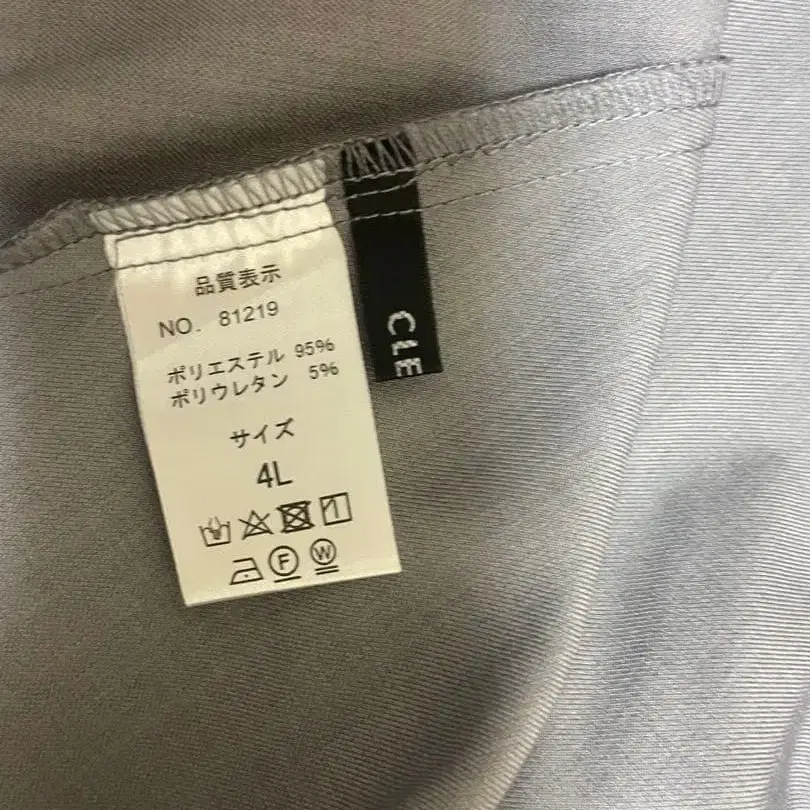 品質表示
NO. 81219
ポリエステル 95%
ポリウレタン 5%
サイズ
4L
F W
CLE